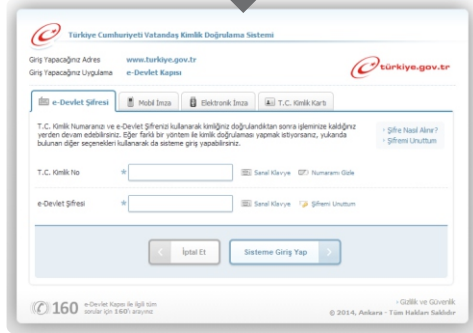 Türkiye Cumhuriyeti Vatandaş Kimlik Doğrulama Sistemi
Giriş Yapacağınız Adres www.turkiye.gov.tr
Giriş Yapacağınız Uygulama e-Devlet Kapısı
türkiye.gov.tr
e-Devlet Şifresi Mobil İmza Elektronik İmza T.C. Kimlik Kartı
T.C. Kimlik Numaranızı ve e-Devlet Şifrenizi kullanarak kimliğiniz doğrulandıktan sonra işleminize kaldığınız
yerden devam edebilirsiniz. Eğer farklı bir yöntem ile kimlik doğrulaması yapmak istiyorsanız, yukarıda
bulunan diğer seçenekleri kullanarak da sisteme giriş yapabilirsiniz.
› Şifre Nasıl Alınır?
› Şifremi Unuttum
T.C. Kimlik No * Sanal Klavye Numaramı Gizle
e-Devlet Şifresi * Sanal Klavye Şifremi Unuttum
İptal Et Sisteme Giriş Yap
160 e-Devlet Kapısı ile ilgili tüm
sorular için 160'ı arayınız
› Gizlilik ve Güvenlik
© 2014, Ankara - Tüm Hakları Saklıdır